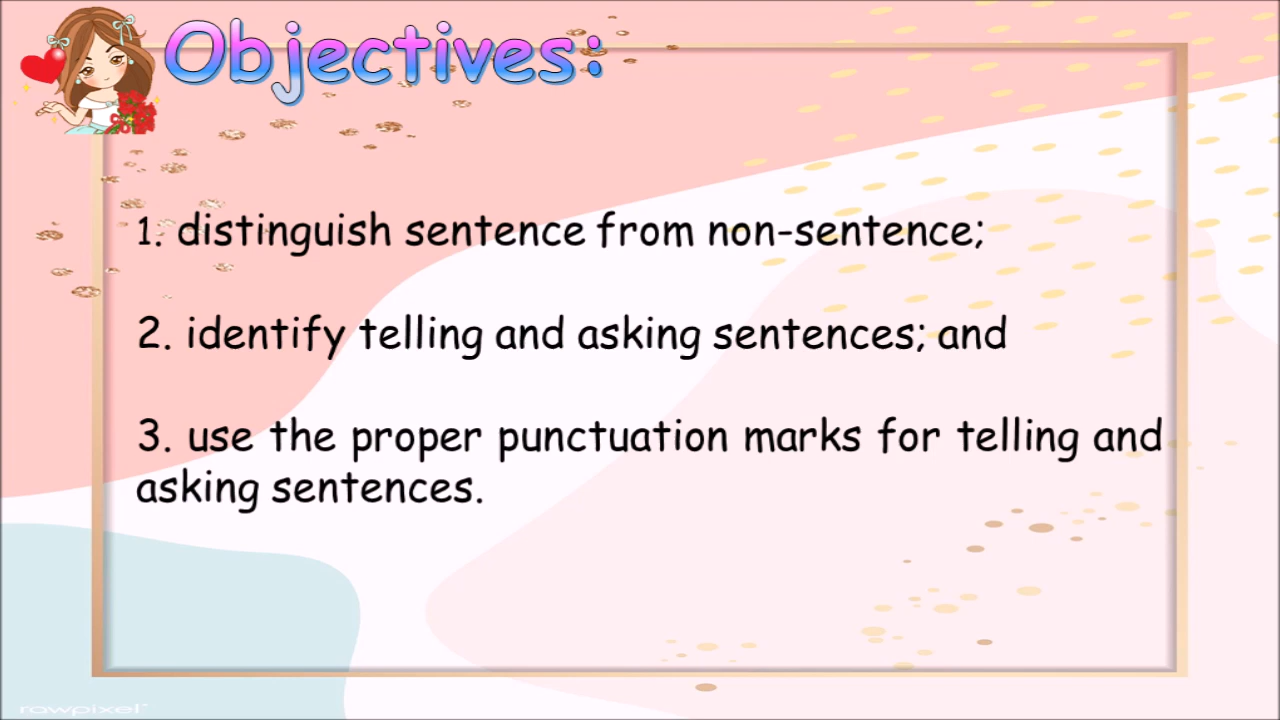 Objectives:
1. distinguish sentence from non-sentence;
2. identify telling and asking sentences; and
3. use the proper punctuation marks for telling and
asking sentences.
rawpixel